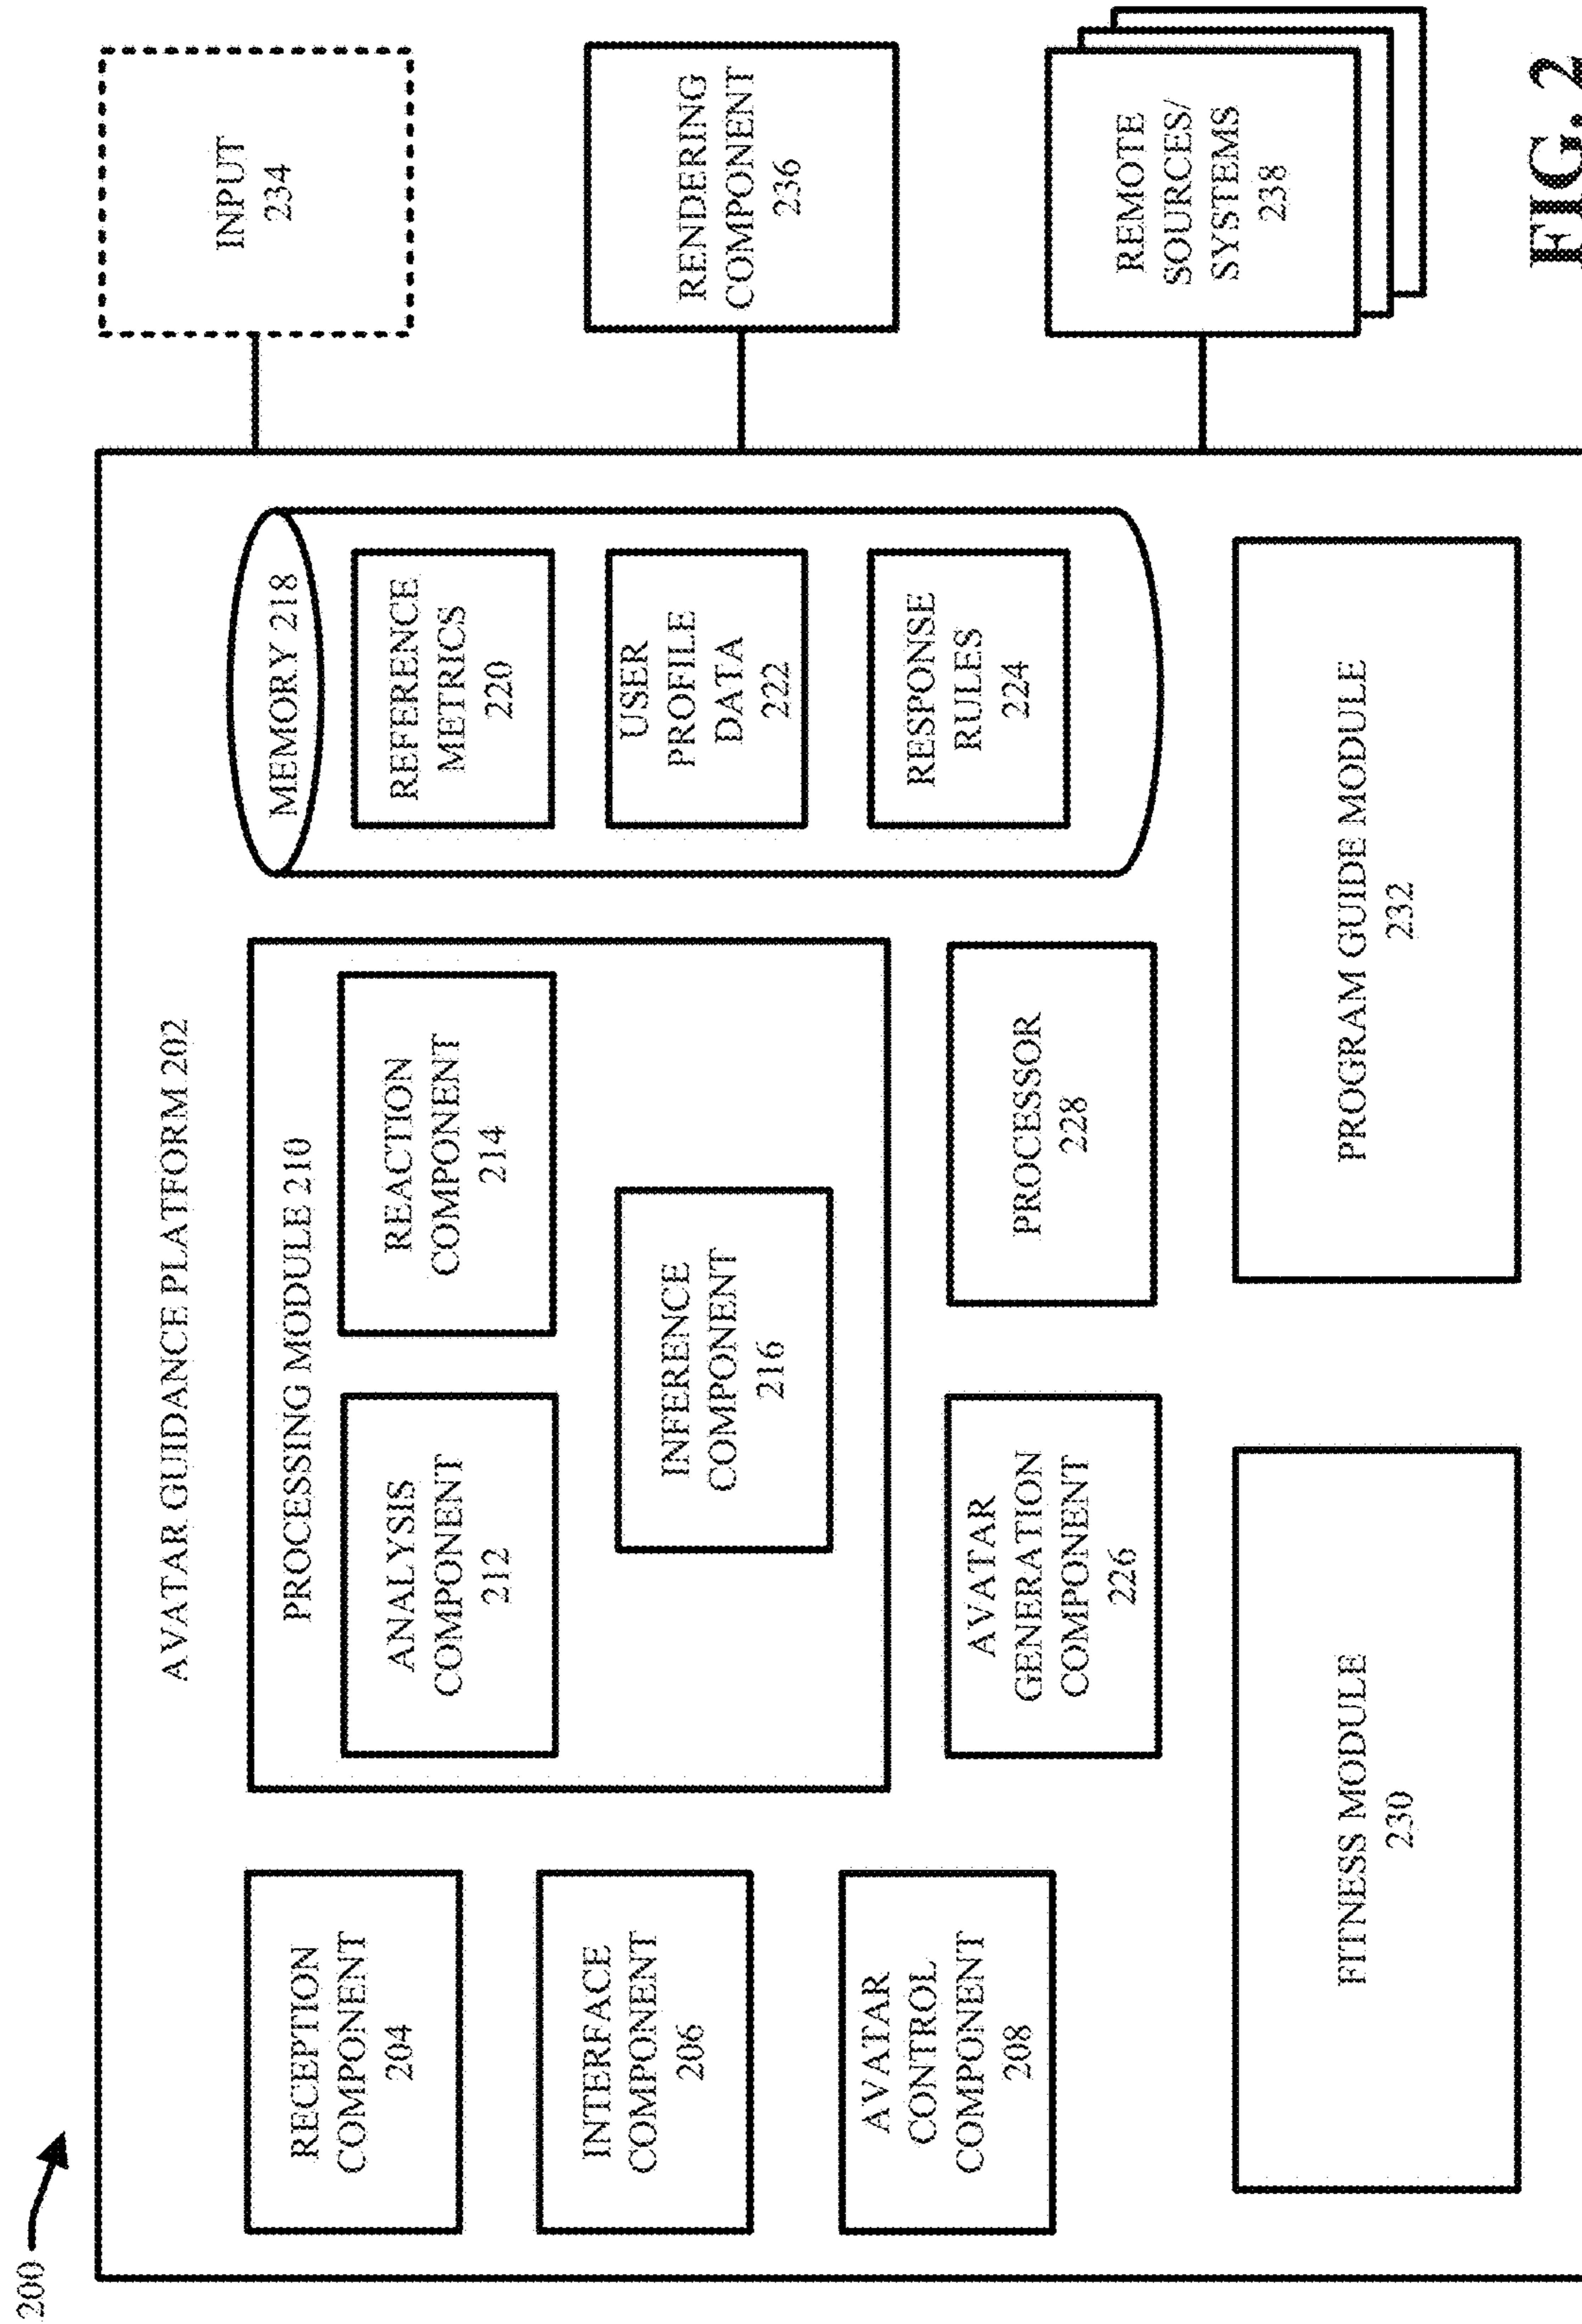 200
AVATAR GUIDANCE PLATFORM 202
RECEPTION
COMPONENT
204
INTERFACE
COMPONENT
206
AVATAR
CONTROL
COMPONENT
208
PROCESSING MODULE 210
ANALYSIS
COMPONENT
212
REACTION
COMPONENT
214
INFERENCE
COMPONENT
216
MEMORY 218
REFERENCE
METRICS
220
USER
PROFILE
DATA
222
RESPONSE
RULES
224
AVATAR
GENERATION
COMPONENT
226
PROCESSOR
228
FITNESS MODULE
230
PROGRAM GUIDE MODULE
232
INPUT
234
RENDERING
COMPONENT
236
REMOTE
SOURCES/
SYSTEMS
238
FIG. 2